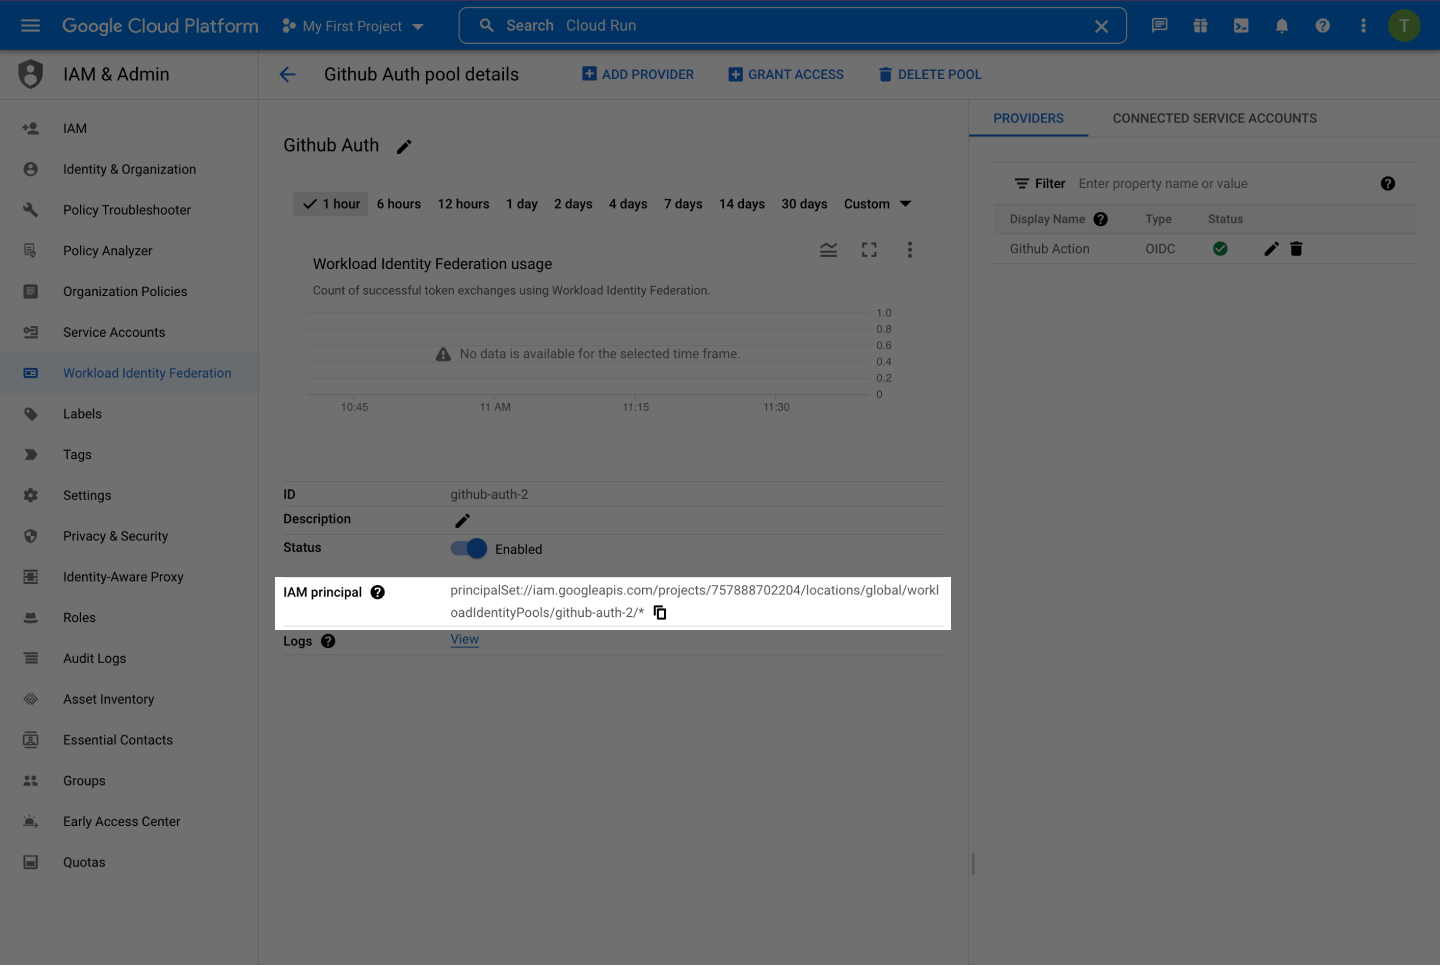 Google Cloud Platform
My First Project
Search Cloud Run
T
IAM & Admin
Github Auth pool details
ADD PROVIDER
GRANT ACCESS
DELETE POOL
IAM
Identity & Organization
Policy Troubleshooter
Policy Analyzer
Organization Policies
Service Accounts
Workload Identity Federation
Labels
Tags
Settings
Privacy & Security
Identity-Aware Proxy
Roles
Audit Logs
Asset Inventory
Essential Contacts
Groups
Early Access Center
Quotas
Github Auth
1 hour 6 hours 12 hours 1 day 2 days 4 days 7 days 14 days 30 days Custom
Workload Identity Federation usage
Count of successful token exchanges using Workload Identity Federation.
1.0
0.8
0.6
No data is available for the selected time frame.
0.4
0.2
0
10:45 11 AM 11:15 11:30
ID github-auth-2
Description
Status Enabled
IAM principal principalSet://iam.googleapis.com/projects/757888702204/locations/global/workl
oadIdentityPools/github-auth-2/*
Logs View
PROVIDERS CONNECTED SERVICE ACCOUNTS
Filter Enter property name or value
Display Name Type Status
Github Action OIDC